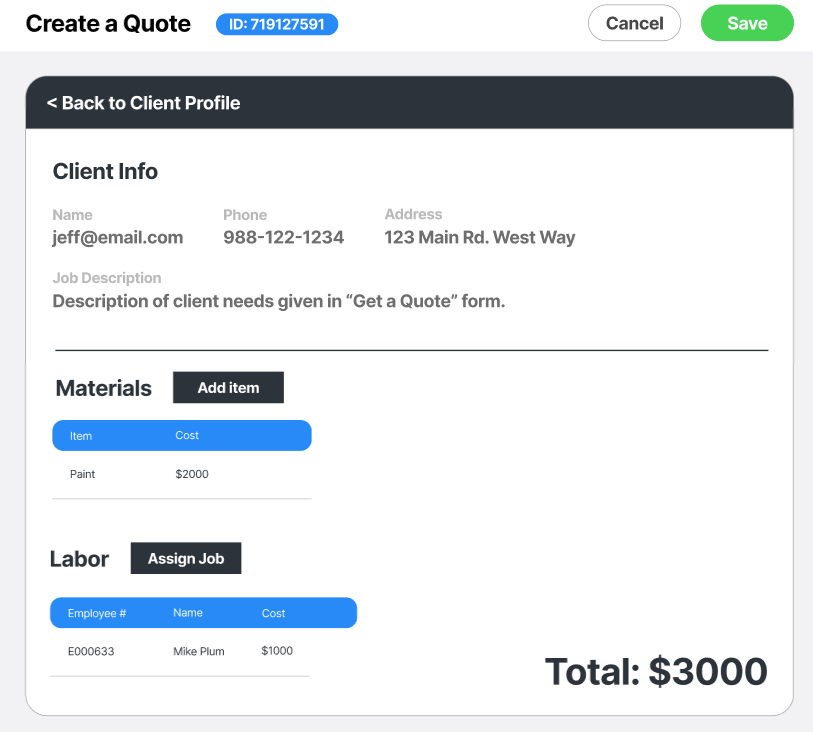 Create a Quote ID: 719127591 Cancel Save
< Back to Client Profile
Client Info
Name Phone Address
jeff@email.com 988-122-1234 123 Main Rd. West Way
Job Description
Description of client needs given in “Get a Quote” form.
Materials Add item
Item Cost
Paint $2000
Labor Assign Job
Employee # Name Cost
E000633 Mike Plum $1000
Total: $3000